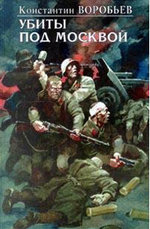 Константин ВОРОБЬЕВ
УБИТЫ
ПОД МОСКВОЙ